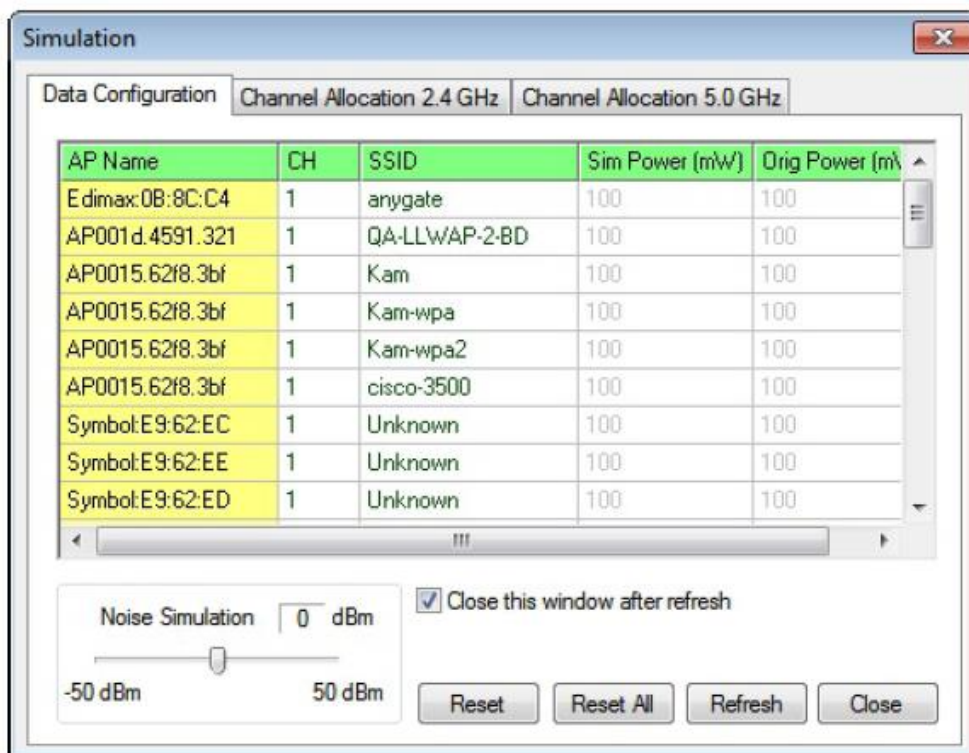 Simulation
Data Configuration Channel Allocation 2.4 GHz Channel Allocation 5.0 GHz
AP Name CH SSID Sim Power (mW) Orig Power (m\
Edimax:0B:8C:C4 1 anygate 100 100
AP001d.4591.321 1 QA-LLWAP-2-BD 100 100
AP0015.62f8.3bf 1 Kam 100 100
AP0015.62f8.3bf 1 Kam-wpa 100 100
AP0015.62f8.3bf 1 Kam-wpa2 100 100
AP0015.62f8.3bf 1 cisco-3500 100 100
Symbol:E9:62:EC 1 Unknown 100 100
Symbol:E9:62:EE 1 Unknown 100 100
Symbol:E9:62:ED 1 Unknown 100 100
Noise Simulation 0 dBm
-50 dBm 50 dBm
Close this window after refresh
Reset Reset All Refresh Close